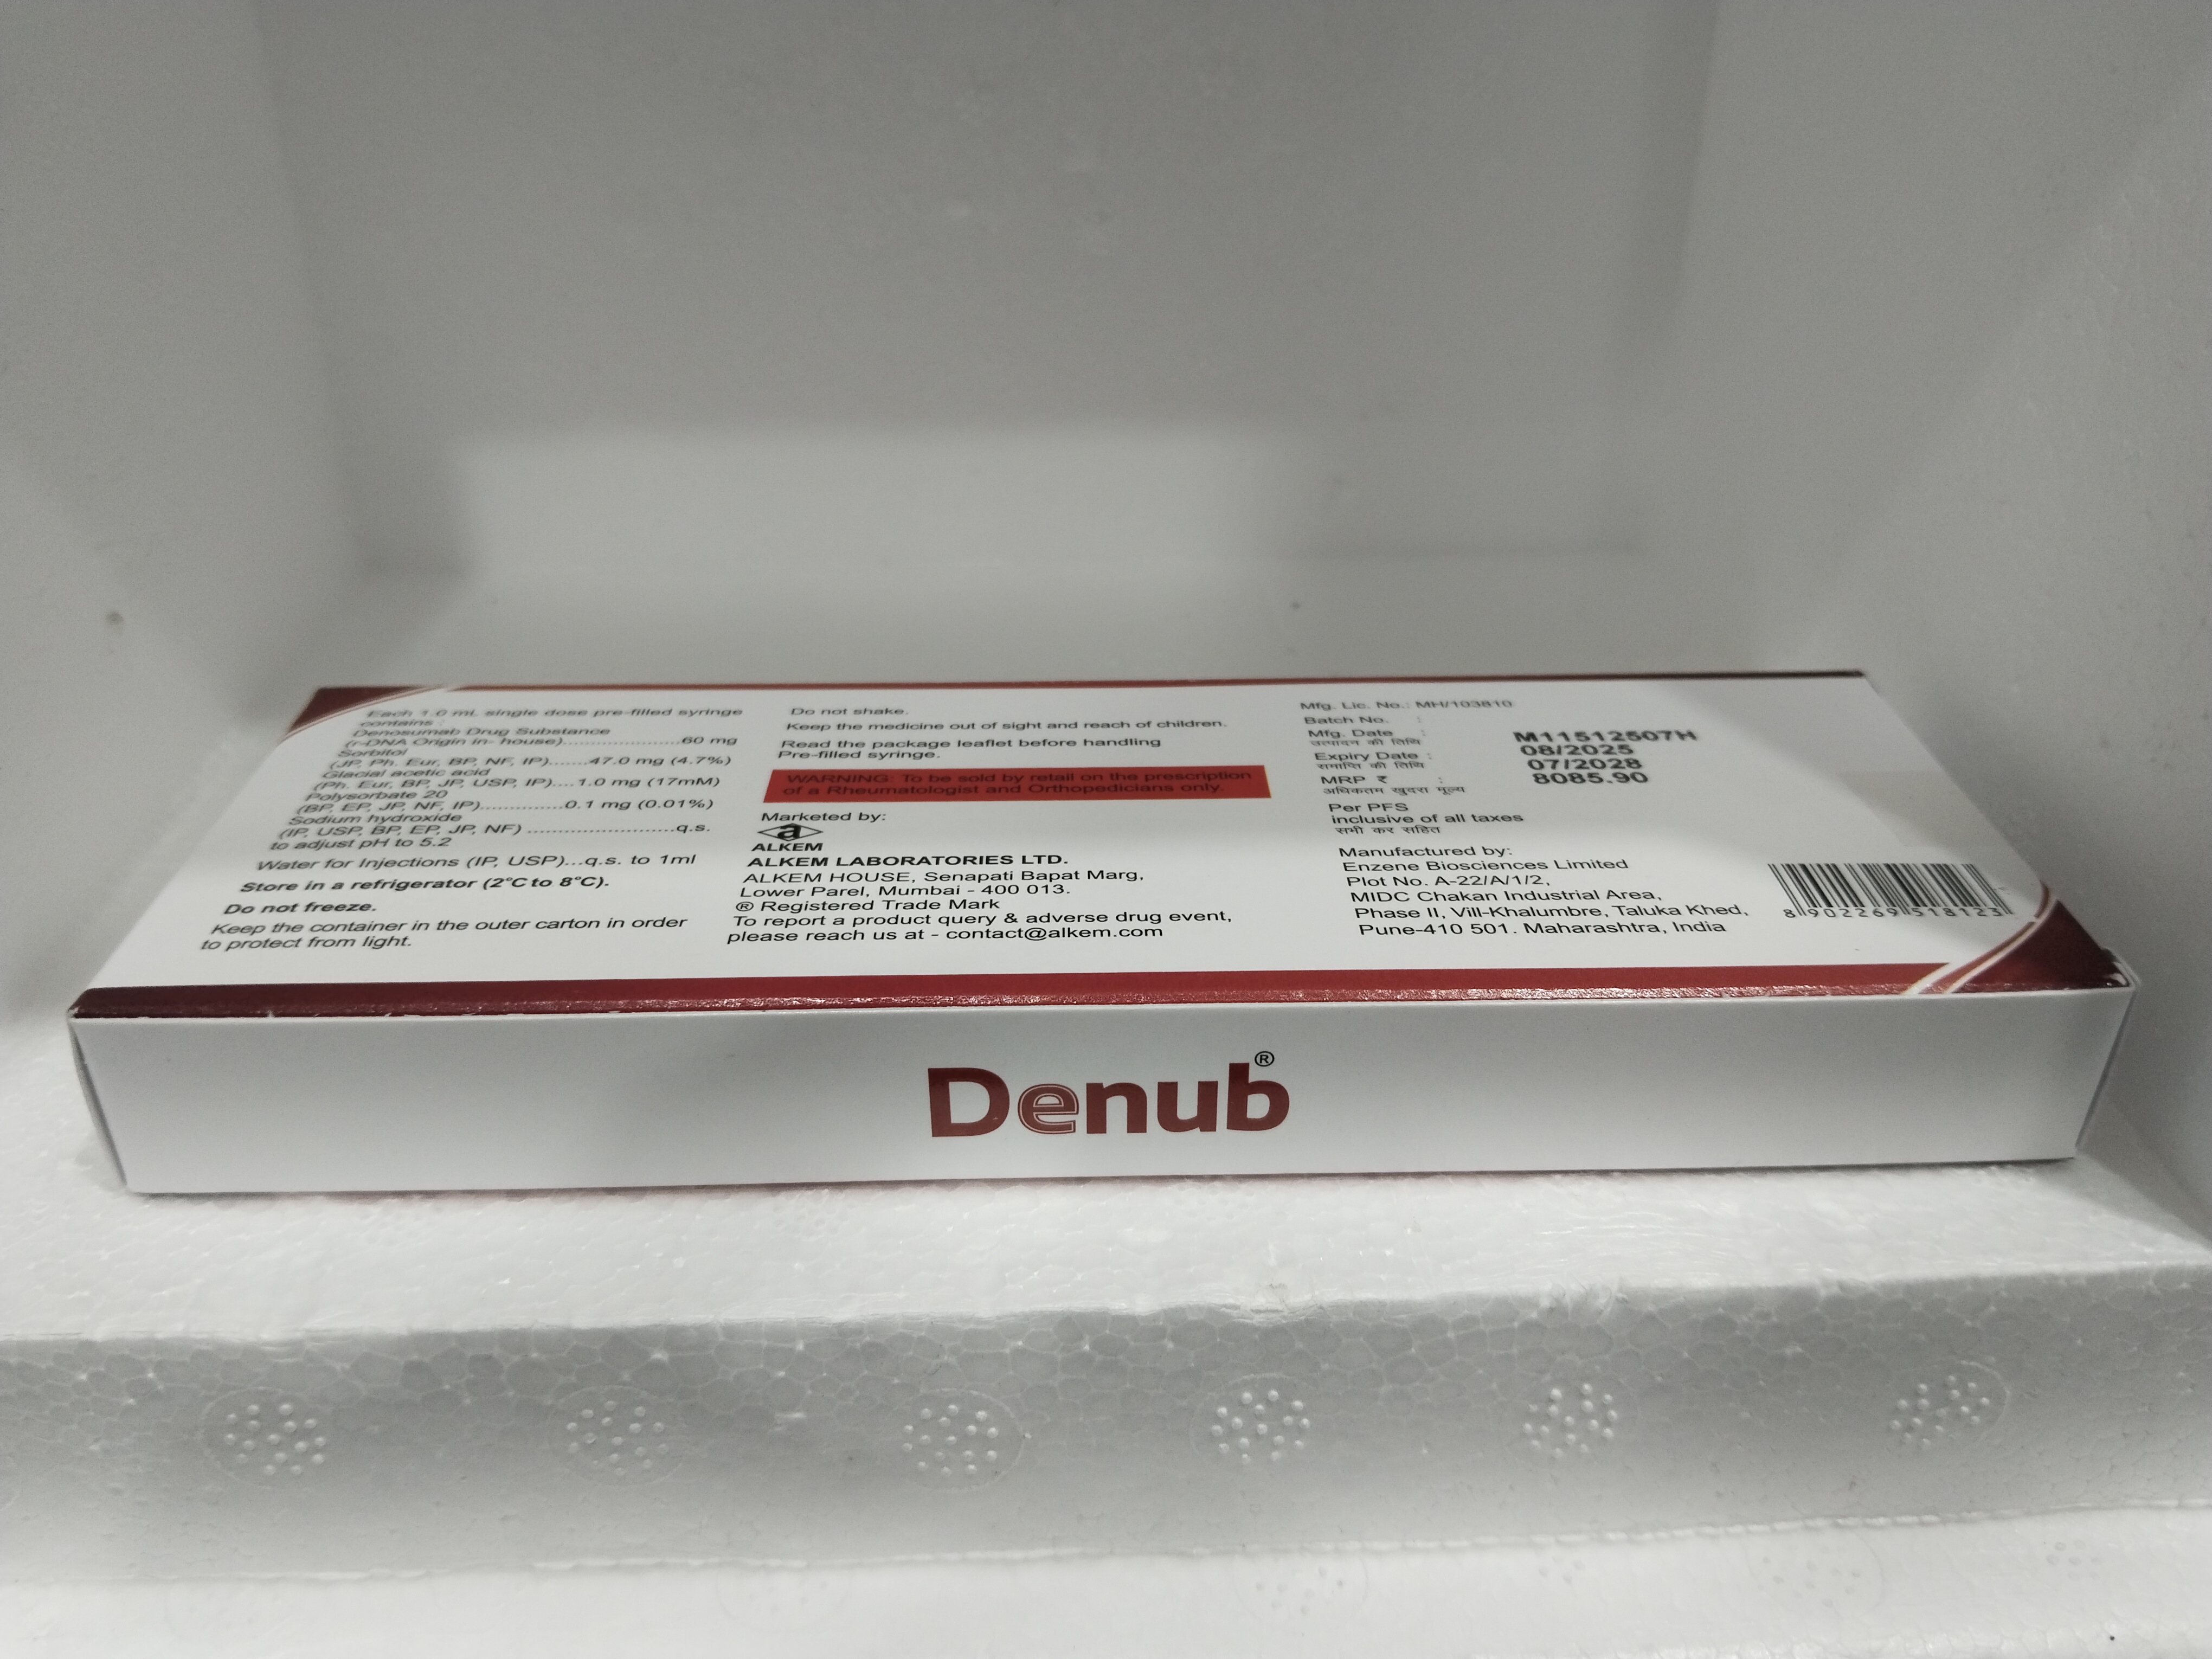 Each 1.0 mL single dose pre-filled syringe
contains :
Denosumab Drug Substance
(r-DNA Origin in- house).......................60 mg
Sorbitol
(JP, Ph. Eur, BP, NF, IP).......47.0 mg (4.7%)
Glacial acetic acid
(Ph. Eur, BP, JP, USP, IP)....1.0 mg (17mM)
Polysorbate 20
(BP, EP, JP, NF, IP)...............0.1 mg (0.01%)
Sodium hydroxide
(IP, USP, BP, EP, JP, NF) ..........................q.s.
to adjust pH to 5.2
Water for Injections (IP, USP)...q.s. to 1ml
Store in a refrigerator (2°C to 8°C).
Do not freeze.
Keep the container in the outer carton in order
to protect from light.
Do not shake.
Keep the medicine out of sight and reach of children.
Read the package leaflet before handling
Pre-filled syringe.
WARNING: To be sold by retail on the prescription
of a Rheumatologist and Orthopedicians only.
Marketed by:
a
ALKEM
ALKEM LABORATORIES LTD.
ALKEM HOUSE, Senapati Bapat Marg,
Lower Parel, Mumbai - 400 013.
® Registered Trade Mark
To report a product query & adverse drug event,
please reach us at - contact@alkem.com
Mfg. Lic. No.: MH/103810
Batch No. : M11512507H
Mfg. Date : 08/2025
उत्पादन की तिथि
Expiry Date : 07/2028
समाप्ति की तिथि
MRP ₹ : 8085.90
अधिकतम खुदरा मूल्य
Per PFS
inclusive of all taxes
सभी कर सहित
Manufactured by:
Enzene Biosciences Limited
Plot No. A-22/A/1/2,
MIDC Chakan Industrial Area,
Phase II, Vill-Khalumbre, Taluka Khed,
Pune-410 501. Maharashtra, India
8 902269 518123
Denub®